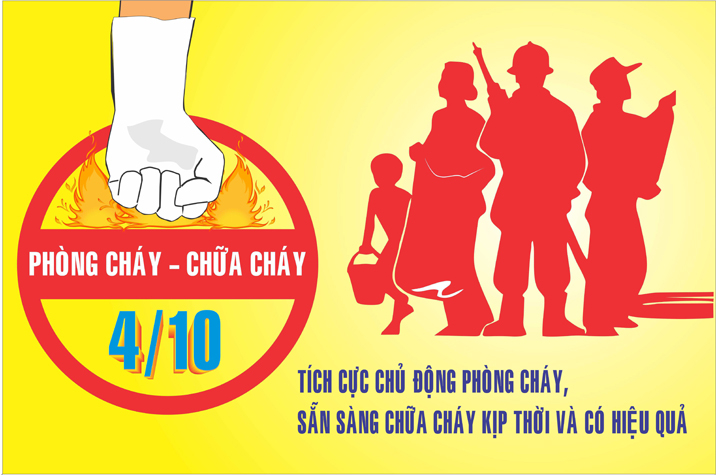 PHÒNG CHÁY - CHỮA CHÁY
4/10
TÍCH CỰC CHỦ ĐỘNG PHÒNG CHÁY,
SẴN SÀNG CHỮA CHÁY KỊP THỜI VÀ CÓ HIỆU QUẢ